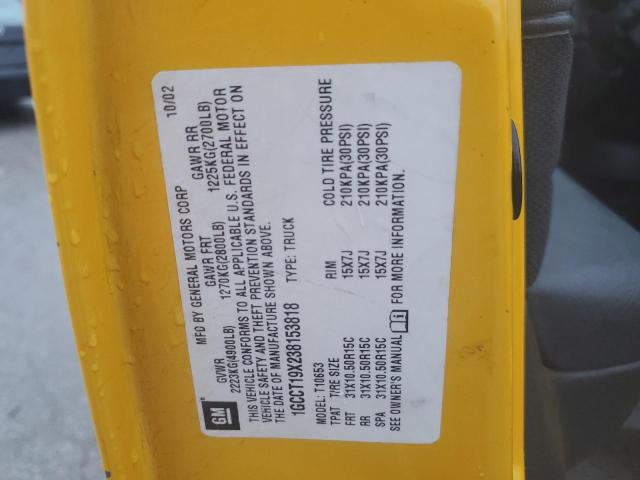 GM
MFD BY GENERAL MOTORS CORP 10/02
GVWR GAWR FRT GAWR RR
2223KG(4900LB) 1270KG(2800LB) 1225KG(2700LB)
THIS VEHICLE CONFORMS TO ALL APPLICABLE U.S. FEDERAL MOTOR
VEHICLE SAFETY AND THEFT PREVENTION STANDARDS IN EFFECT ON
THE DATE OF MANUFACTURE SHOWN ABOVE.
1GCCT19X238153818 TYPE: TRUCK
MODEL: T10653
TPAT TIRE SIZE RIM COLD TIRE PRESSURE
FRT 31X10.50R15C 15X7J 210KPA(30PSI)
RR 31X10.50R15C 15X7J 210KPA(30PSI)
SPA 31X10.50R15C 15X7J 210KPA(30PSI)
SEE OWNER'S MANUAL FOR MORE INFORMATION.